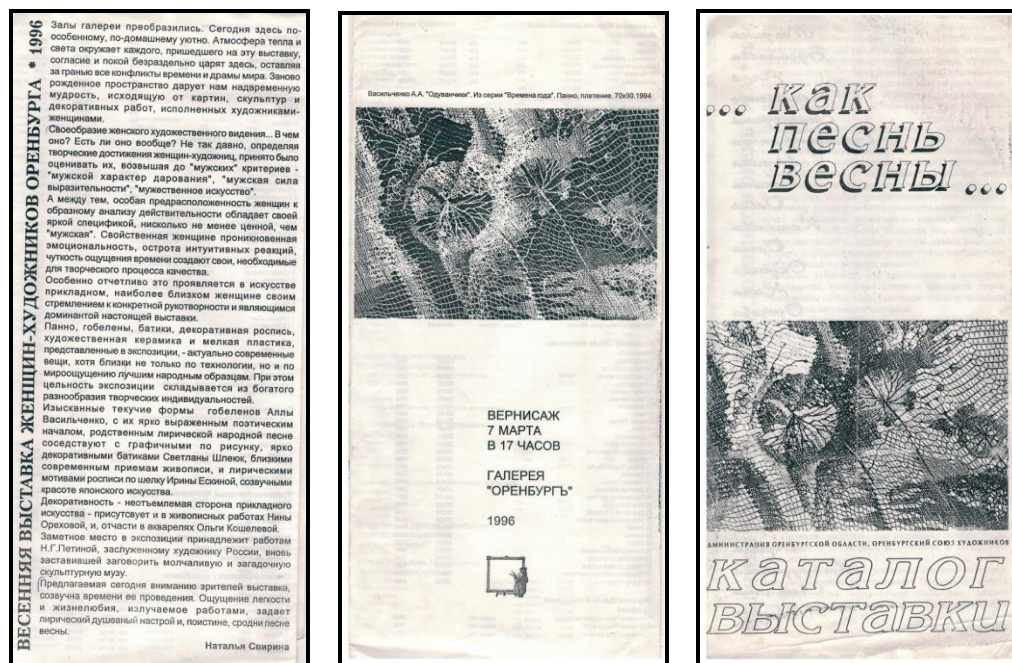 ВЕСЕННЯЯ ВЫСТАВКА ЖЕНЩИН-ХУДОЖНИКОВ ОРЕНБУРГА * 1996
Залы галереи преобразились. Сегодня здесь по-
особенному, по-домашнему уютно. Атмосфера тепла и
света окружает каждого, пришедшего на эту выставку,
согласие и покой безраздельно царят здесь, оставляя
за гранью все конфликты времени и драмы мира. Заново
рожденное пространство дарует нам надвременную
мудрость, исходящую от картин, скульптур и
декоративных работ, исполненных художниками-
женщинами.
Своеобразие женского художественного видения... В чем
оно? Есть ли оно вообще? Не так давно, определяя
творческие достижения женщин-художниц, принято было
оценивать их, возвышая до "мужских" критериев -
"мужской характер дарования", "мужская сила
выразительности", "мужественное искусство".
А между тем, особая предрасположенность женщин к
образному анализу действительности обладает своей
яркой спецификой, нисколько не менее ценной, чем
"мужская". Свойственная женщине проникновенная
эмоциональность, острота интуитивных реакций,
чуткость ощущения времени создают свои, необходимые
для творческого процесса качества.
Особенно отчетливо это проявляется в искусстве
прикладном, наиболее близком женщине своим
стремлением к конкретной рукотворности и являющимся
доминантой настоящей выставки.
Панно, гобелены, батики, декоративная роспись,
художественная керамика и мелкая пластика,
представленные в экспозиции, - актуально современные
вещи, хотя близки не только по технологии, но и по
мироощущению лучшим народным образцам. При этом
цельность экспозиции складывается из богатого
разнообразия творческих индивидуальностей.
Изысканные текучие формы гобеленов Аллы
Васильченко, с их ярко выраженным поэтическим
началом, родственным лирической народной песне
соседствуют с графичными по рисунку, ярко
декоративными батиками Светланы Шлеюк, близкими
современным приемам живописи, и лирическими
мотивами росписи по шелку Ирины Ескиной, созвучными
красоте японского искусства.
Декоративность - неотъемлемая сторона прикладного
искусства - присутствует и в живописных работах Нины
Ореховой, и, отчасти в акварелях Ольги Кошелевой.
Заметное место в экспозиции принадлежит работам
Н.Г.Петиной, заслуженному художнику России, вновь
заставившей заговорить молчаливую и загадочную
скульптурную музу.
Предлагаемая сегодня вниманию зрителей выставка,
созвучна времени ее проведения. Ощущение легкости
и жизнелюбия, излучаемое работами, задает
лирический душевный настрой и, поистине, сродни песне
весны.
Наталья Свирина
Васильченко А.А. "Одуванчики". Из серии "Времена года". Панно, плетение. 70х90.1994
ВЕРНИСАЖ
7 МАРТА
В 17 ЧАСОВ
ГАЛЕРЕЯ
"ОРЕНБУРГЪ"
1996
... как
песнь
весны ...
ДМИНИСТРАЦИЯ ОРЕНБУРГСКОЙ ОБЛАСТИ, ОРЕНБУРГСКИЙ СОЮЗ ХУДОЖНИКОВ
каталог
выставки